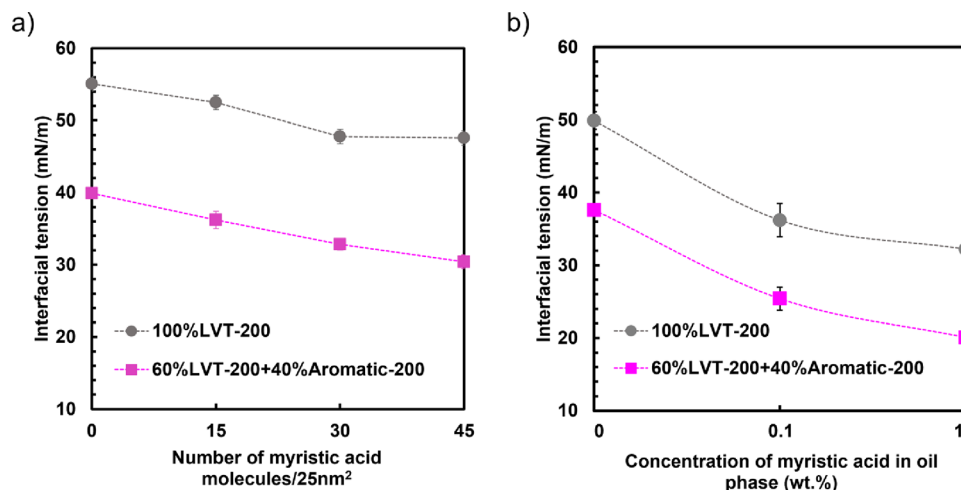 a)
60
50
40
30
20
10
Interfacial tension (mN/m)
100%LVT-200
60%LVT-200+40%Aromatic-200
0
15
30
45
Number of myristic acid
molecules/25nm²
b)
60
50
40
30
20
10
Interfacial tension (mN/m)
100%LVT-200
60%LVT-200+40%Aromatic-200
0
0.1
1
Concentration of myristic acid in oil
phase (wt.%)